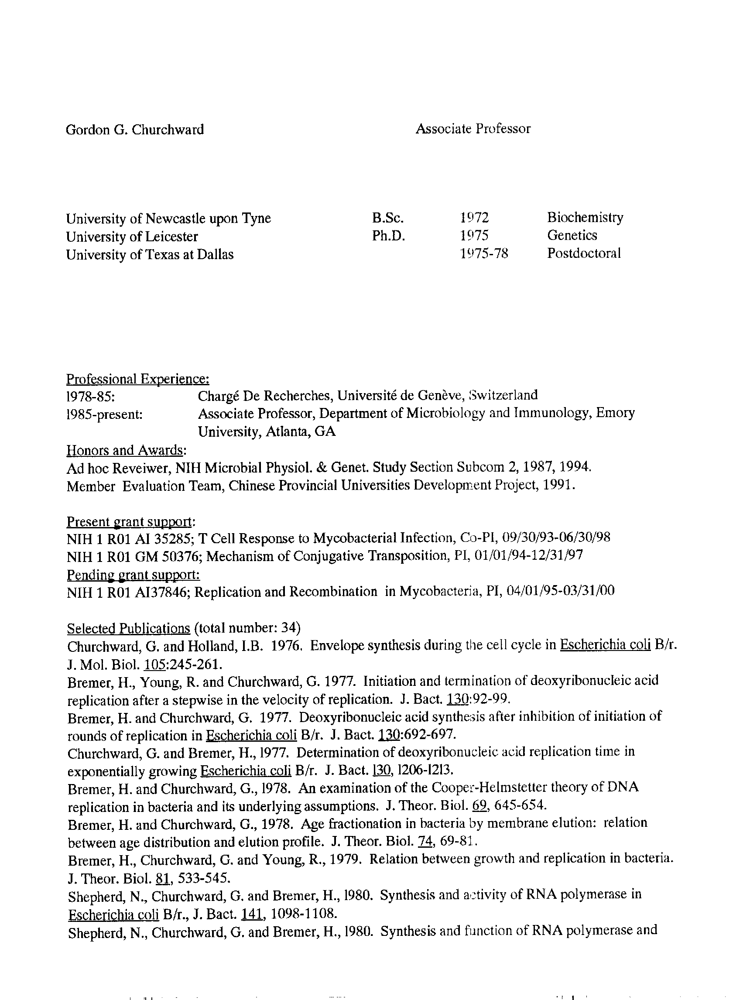 Gordon G. Churchward Associate Professor
University of Newcastle upon Tyne B.Sc. 1972 Biochemistry
University of Leicester Ph.D. 1975 Genetics
University of Texas at Dallas 1975-78 Postdoctoral
Professional Experience:
1978-85: Chargé De Recherches, Université de Genève, Switzerland
1985-present: Associate Professor, Department of Microbiology and Immunology, Emory
University, Atlanta, GA
Honors and Awards:
Ad hoc Reveiwer, NIH Microbial Physiol. & Genet. Study Section Subcom 2, 1987, 1994.
Member Evaluation Team, Chinese Provincial Universities Development Project, 1991.
Present grant support:
NIH 1 R01 AI 35285; T Cell Response to Mycobacterial Infection, Co-PI, 09/30/93-06/30/98
NIH 1 R01 GM 50376; Mechanism of Conjugative Transposition, PI, 01/01/94-12/31/97
Pending grant support:
NIH 1 R01 AI37846; Replication and Recombination in Mycobacteria, PI, 04/01/95-03/31/00
Selected Publications (total number: 34)
Churchward, G. and Holland, I.B. 1976. Envelope synthesis during the cell cycle in Escherichia coli B/r.
J. Mol. Biol. 105:245-261.
Bremer, H., Young, R. and Churchward, G. 1977. Initiation and termination of deoxyribonucleic acid
replication after a stepwise in the velocity of replication. J. Bact. 130:92-99.
Bremer, H. and Churchward, G. 1977. Deoxyribonucleic acid synthesis after inhibition of initiation of
rounds of replication in Escherichia coli B/r. J. Bact. 130:692-697.
Churchward, G. and Bremer, H., 1977. Determination of deoxyribonucleic acid replication time in
exponentially growing Escherichia coli B/r. J. Bact. 130, 1206-1213.
Bremer, H. and Churchward, G., 1978. An examination of the Cooper-Helmstetter theory of DNA
replication in bacteria and its underlying assumptions. J. Theor. Biol. 69, 645-654.
Bremer, H. and Churchward, G., 1978. Age fractionation in bacteria by membrane elution: relation
between age distribution and elution profile. J. Theor. Biol. 74, 69-81.
Bremer, H., Churchward, G. and Young, R., 1979. Relation between growth and replication in bacteria.
J. Theor. Biol. 81, 533-545.
Shepherd, N., Churchward, G. and Bremer, H., 1980. Synthesis and activity of RNA polymerase in
Escherichia coli B/r., J. Bact. 141, 1098-1108.
Shepherd, N., Churchward, G. and Bremer, H., 1980. Synthesis and function of RNA polymerase and